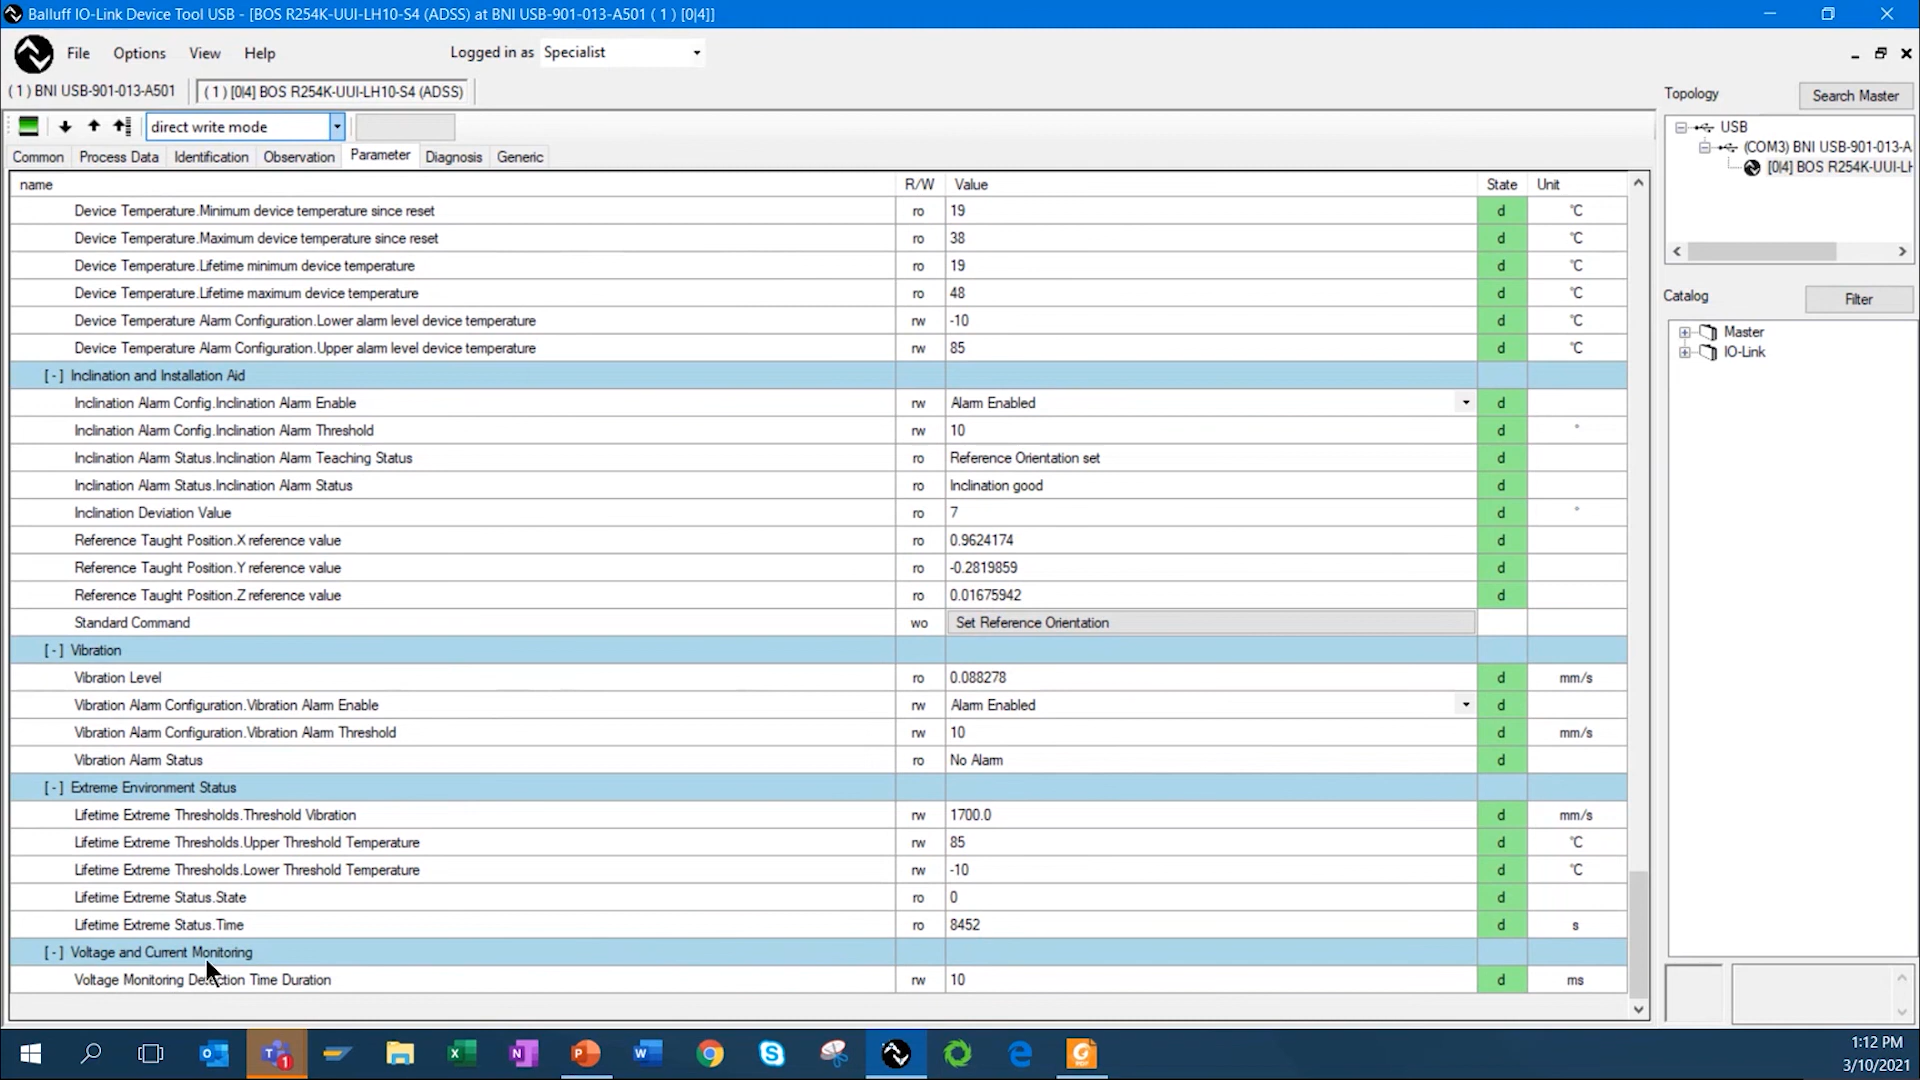 Balluff IO-Link Device Tool USB - [BOS R254K-UUI-LH10-S4 (ADSS) at BNI USB-901-013-A501 ( 1 ) [0|4]]
File Options View Help Logged in as Specialist
( 1 ) BNI USB-901-013-A501 ( 1 ) [0|4] BOS R254K-UUI-LH10-S4 (ADSS)
direct write mode
Common Process Data Identification Observation Parameter Diagnosis Generic
name R/W Value State Unit
Device Temperature.Minimum device temperature since reset ro 19 d °C
Device Temperature.Maximum device temperature since reset ro 38 d °C
Device Temperature.Lifetime minimum device temperature ro 19 d °C
Device Temperature.Lifetime maximum device temperature ro 48 d °C
Device Temperature Alarm Configuration.Lower alarm level device temperature rw -10 d °C
Device Temperature Alarm Configuration.Upper alarm level device temperature rw 85 d °C
[-] Inclination and Installation Aid
Inclination Alarm Config.Inclination Alarm Enable rw Alarm Enabled d
Inclination Alarm Config.Inclination Alarm Threshold rw 10 d °
Inclination Alarm Status.Inclination Alarm Teaching Status ro Reference Orientation set d
Inclination Alarm Status.Inclination Alarm Status ro Inclination good d
Inclination Deviation Value ro 7 d °
Reference Taught Position.X reference value ro 0.9624174 d
Reference Taught Position.Y reference value ro -0.2819859 d
Reference Taught Position.Z reference value ro 0.01675942 d
Standard Command wo Set Reference Orientation
[-] Vibration
Vibration Level ro 0.088278 d mm/s
Vibration Alarm Configuration.Vibration Alarm Enable rw Alarm Enabled d
Vibration Alarm Configuration.Vibration Alarm Threshold rw 10 d mm/s
Vibration Alarm Status ro No Alarm d
[-] Extreme Environment Status
Lifetime Extreme Thresholds.Threshold Vibration rw 1700.0 d mm/s
Lifetime Extreme Thresholds.Upper Threshold Temperature rw 85 d °C
Lifetime Extreme Thresholds.Lower Threshold Temperature rw -10 d °C
Lifetime Extreme Status.State ro 0 d
Lifetime Extreme Status.Time ro 8452 d s
[-] Voltage and Current Monitoring
Voltage Monitoring Detection Time Duration rw 10 d ms
Topology Search Master
USB
(COM3) BNI USB-901-013-A
[0|4] BOS R254K-UUI-LH
Catalog Filter
Master
IO-Link
1
1:12 PM
3/10/2021